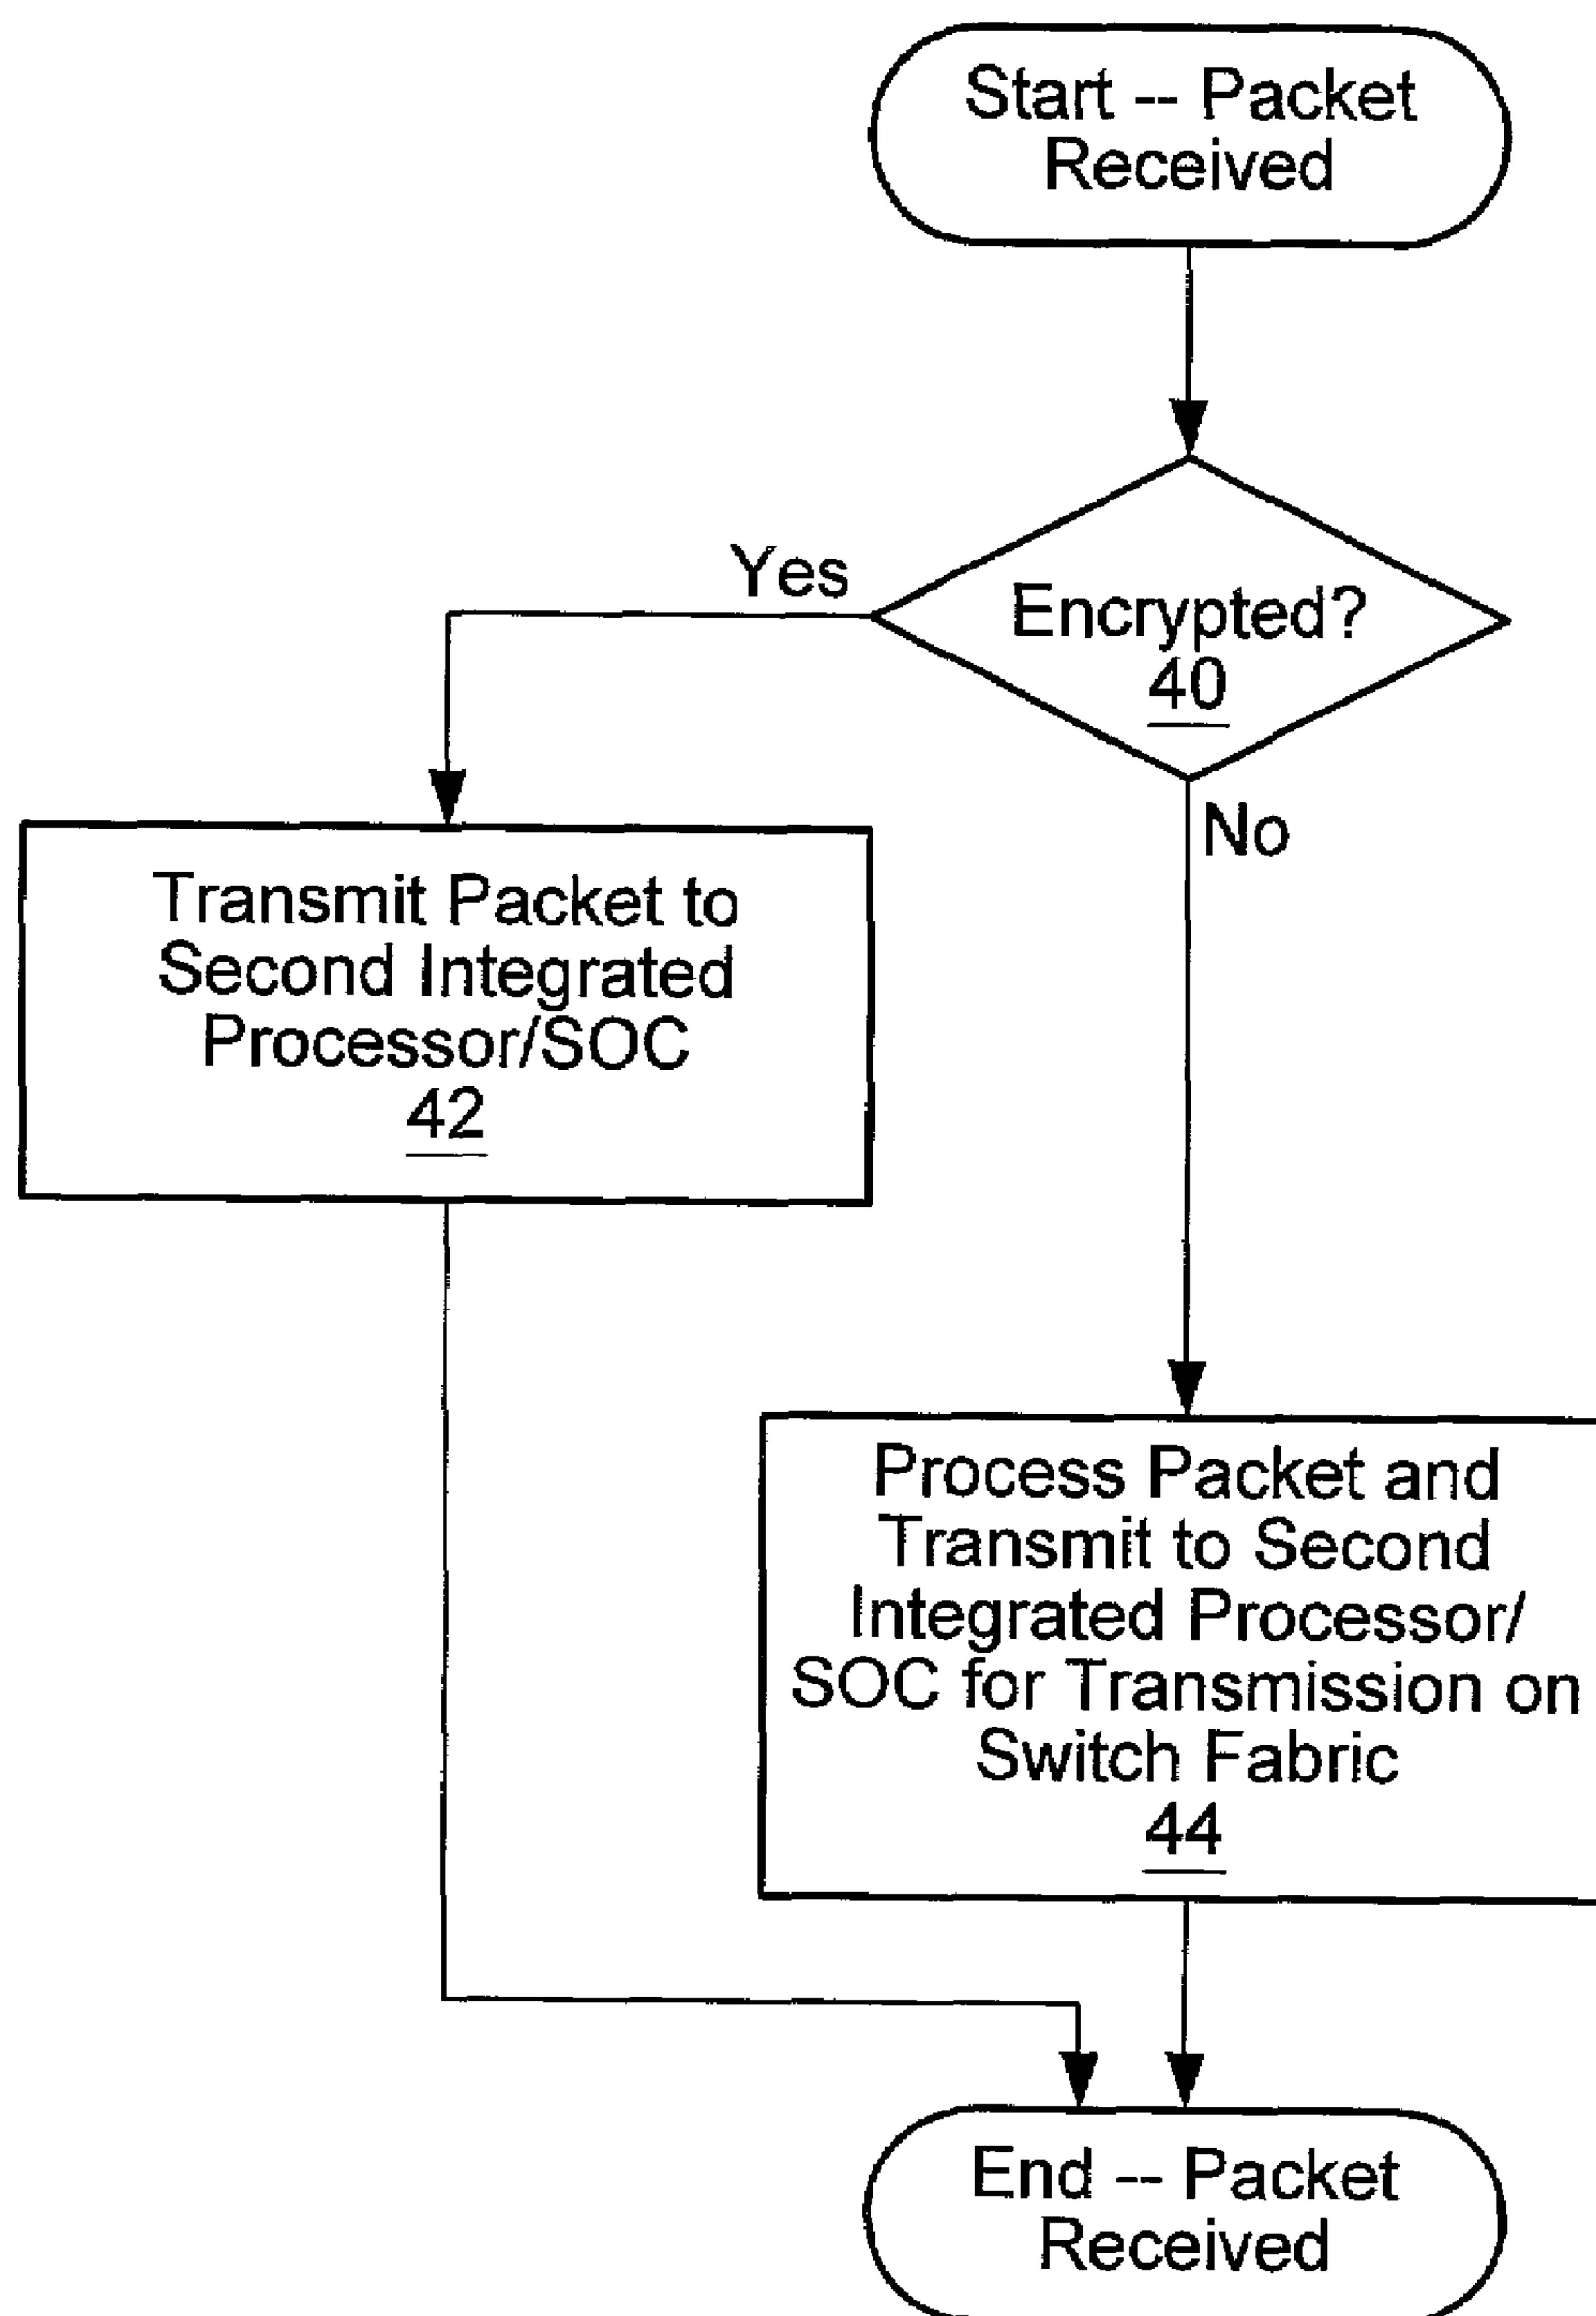 Start -- Packet
Received
Yes
Encrypted?
40
No
Transmit Packet to
Second Integrated
Processor/SOC
42
Process Packet and
Transmit to Second
Integrated Processor/
SOC for Transmission on
Switch Fabric
44
End -- Packet
Received